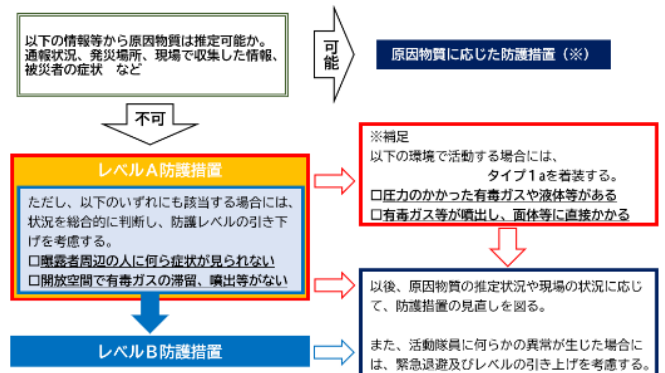 以下の情報等から原因物質は推定可能か。
通報状況、発災場所、現場で収集した情報、
被災者の症状　など
可能
原因物質に応じた防護措置（※）
不可
レベルA防護措置
ただし、以下のいずれにも該当する場合には、
状況を総合的に判断し、防護レベルの引き下
げを考慮する。
□曝露者周辺の人に何ら症状が見られない
□開放空間で有毒ガスの滞留、噴出等がない
※補足
以下の環境で活動する場合には、
タイプ１aを着装する。
□圧力のかかった有毒ガスや液体等がある
□有毒ガス等が噴出し、面体等に直接かかる
以後、原因物質の推定状況や現場の状況に応じ
て、防護措置の見直しを図る。
また、活動隊員に何らかの異常が生じた場合に
は、緊急退避及びレベルの引き上げを考慮する。
レベルB防護措置